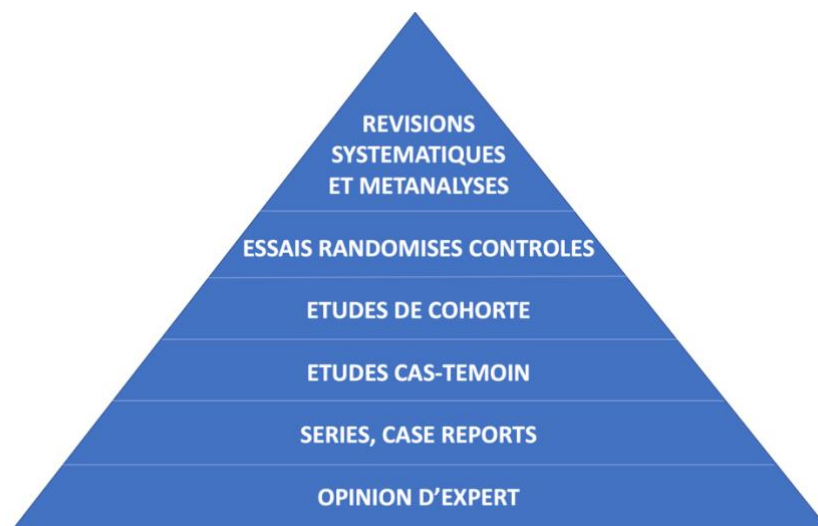 REVISIONS
SYSTEMATIQUES
ET METANALYSES
ESSAIS RANDOMISES CONTROLES
ETUDES DE COHORTE
ETUDES CAS-TEMOIN
SERIES, CASE REPORTS
OPINION D’EXPERT